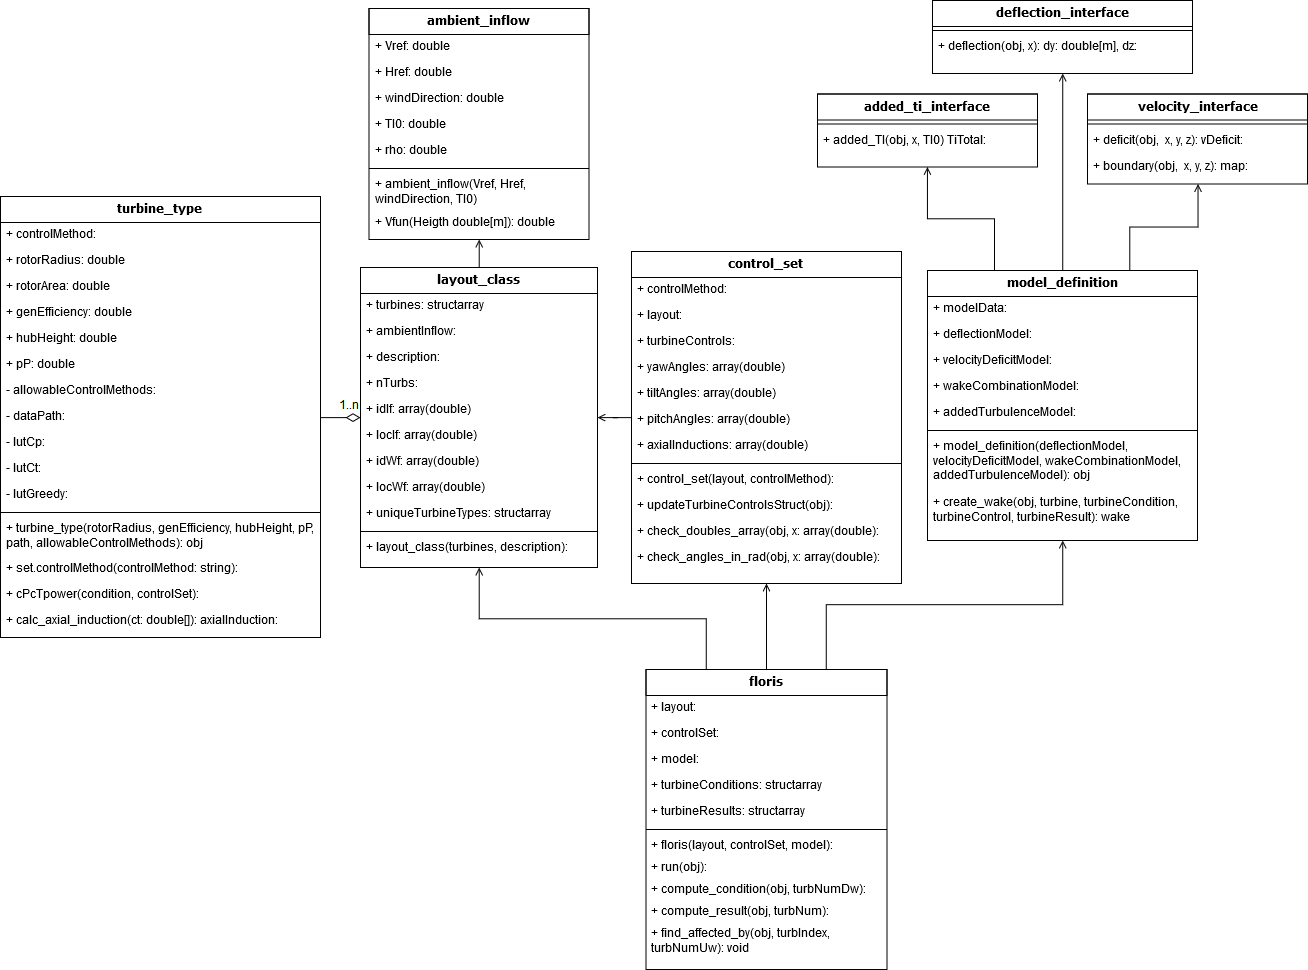 ambient_inflow
+ Vref: double
+ Href: double
+ windDirection: double
+ TI0: double
+ rho: double
+ ambient_inflow(Vref, Href,
windDirection, TI0)
+ Vfun(Heigth double[m]): double
deflection_interface
+ deflection(obj, x): dy: double[m], dz:
added_ti_interface
+ added_TI(obj, x, TI0) TiTotal:
velocity_interface
+ deficit(obj,  x, y, z): vDeficit:
+ boundary(obj,  x, y, z): map:
turbine_type
+ controlMethod:
+ rotorRadius: double
+ rotorArea: double
+ genEfficiency: double
+ hubHeight: double
+ pP: double
- allowableControlMethods:
- dataPath:
- lutCp:
- lutCt:
- lutGreedy:
+ turbine_type(rotorRadius, genEfficiency, hubHeight, pP,
path, allowableControlMethods): obj
+ set.controlMethod(controlMethod: string):
+ cPcTpower(condition, controlSet):
+ calc_axial_induction(ct: double[]): axialInduction:
1..n
layout_class
+ turbines: structarray
+ ambientInflow:
+ description:
+ nTurbs:
+ idIf: array(double)
+ locIf: array(double)
+ idWf: array(double)
+ locWf: array(double)
+ uniqueTurbineTypes: structarray
+ layout_class(turbines, description):
control_set
+ controlMethod:
+ layout:
+ turbineControls:
+ yawAngles: array(double)
+ tiltAngles: array(double)
+ pitchAngles: array(double)
+ axialInductions: array(double)
+ control_set(layout, controlMethod):
+ updateTurbineControlsStruct(obj):
+ check_doubles_array(obj, x: array(double):
+ check_angles_in_rad(obj, x: array(double):
model_definition
+ modelData:
+ deflectionModel:
+ velocityDeficitModel:
+ wakeCombinationModel:
+ addedTurbulenceModel:
+ model_definition(deflectionModel,
velocityDeficitModel, wakeCombinationModel,
addedTurbulenceModel): obj
+ create_wake(obj, turbine, turbineCondition,
turbineControl, turbineResult): wake
floris
+ layout:
+ controlSet:
+ model:
+ turbineConditions: structarray
+ turbineResults: structarray
+ floris(layout, controlSet, model):
+ run(obj):
+ compute_condition(obj, turbNumDw):
+ compute_result(obj, turbNum):
+ find_affected_by(obj, turbIndex,
turbNumUw): void